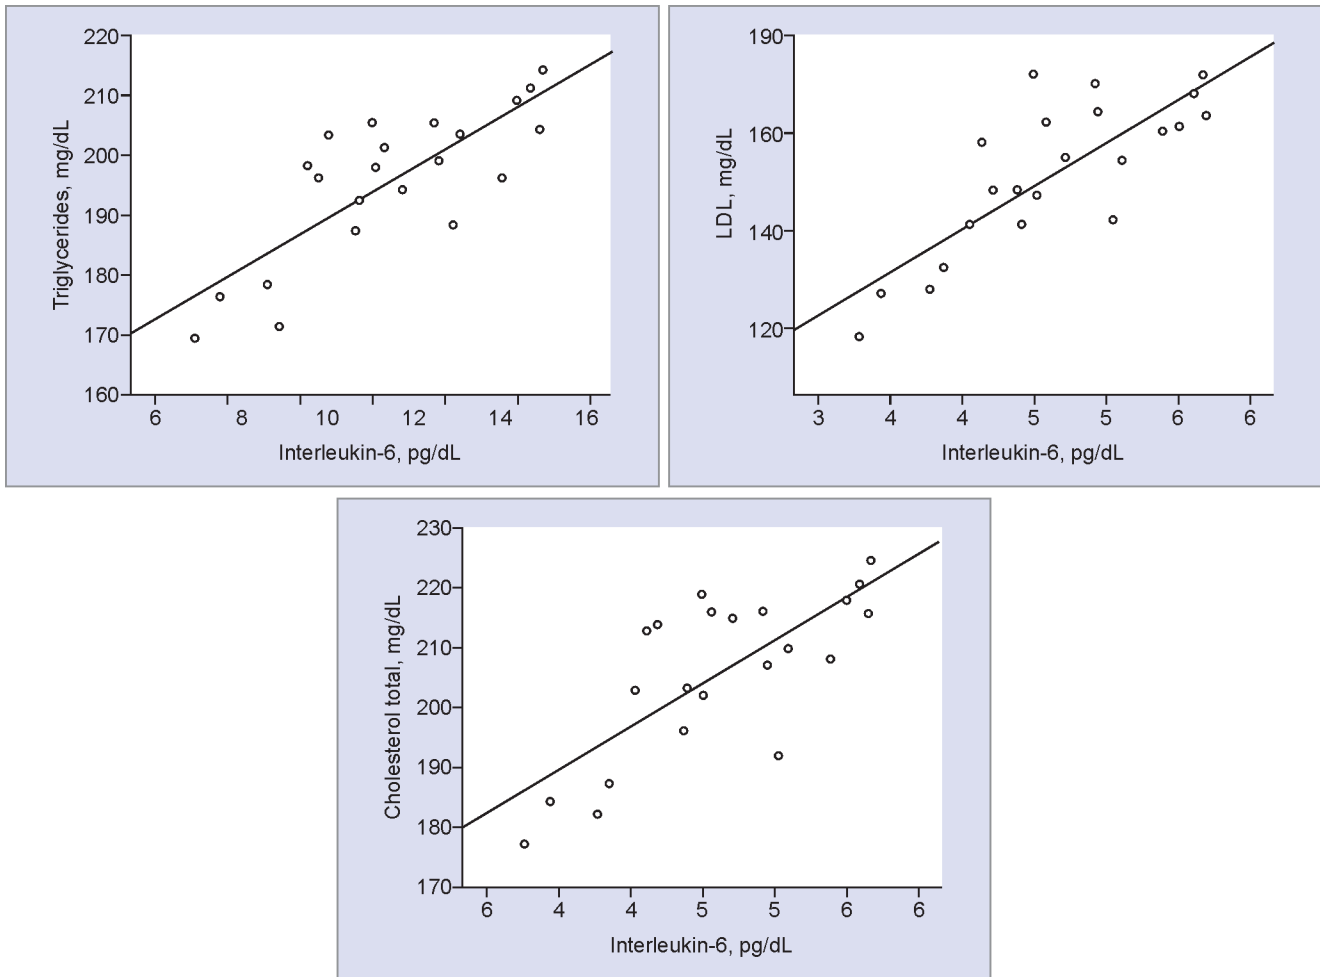 220
210
200
190
180
170
160
Triglycerides, mg/dL
6 8 10 12 14 16
Interleukin-6, pg/dL
190
160
140
120
LDL, mg/dL
3 4 4 5 5 6 6
Interleukin-6, pg/dL
230
220
210
200
190
180
170
Cholesterol total, mg/dL
6 4 4 5 5 6 6
Interleukin-6, pg/dL